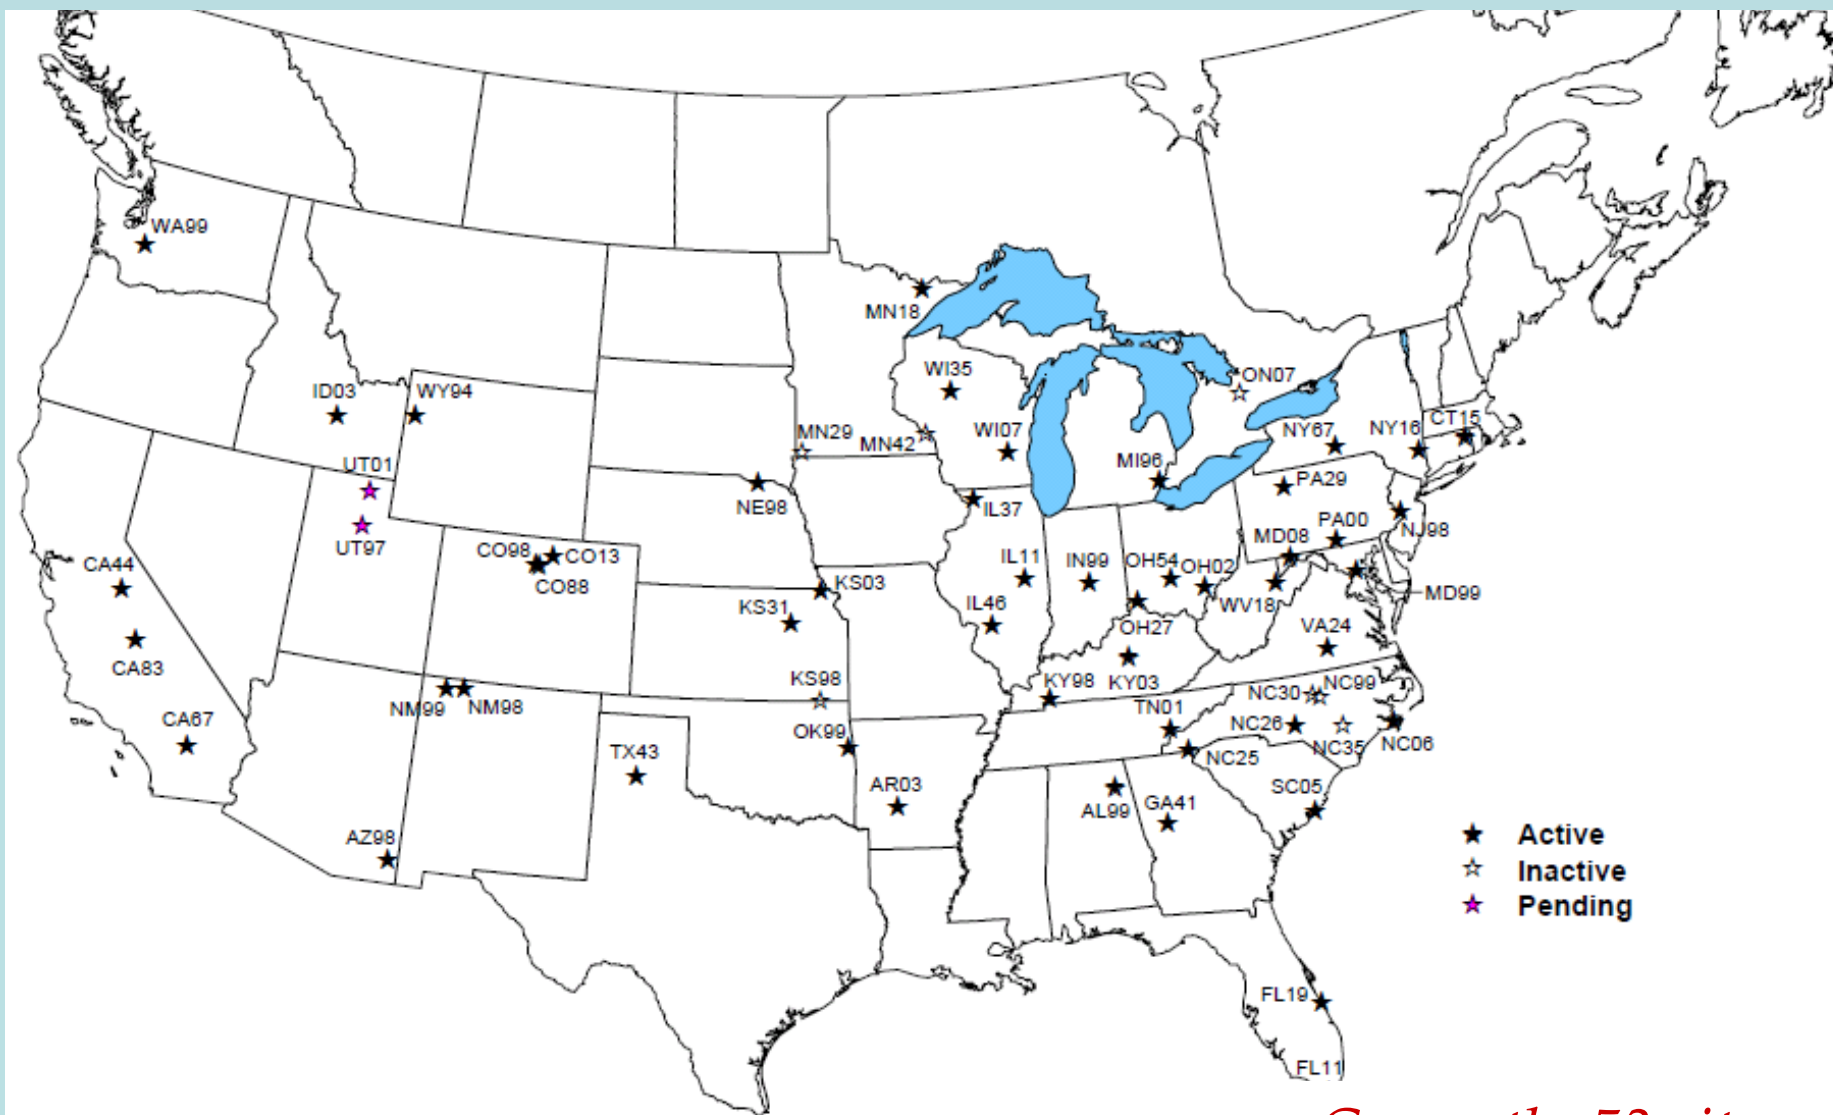 WA99
MN18
ID03
WY94
WI35
ON07
MN29
MN42
WI07
NY67
NY16
CT15
UT01
MI96
PA29
NE98
IL37
PA00
NJ98
UT97
CO98
CO13
CO88
MD08
CA44
IL11
IN99
OH54
OH02
KS03
WV18
MD99
KS31
IL46
OH27
VA24
CA83
KS98
KY98
KY03
NC30
NC99
NM99
NM98
TN01
NC26
NC35
NC06
CA67
OK99
NC25
TX43
AR03
AL99
GA41
SC05
AZ98
Active
Inactive
Pending
FL19
FL11